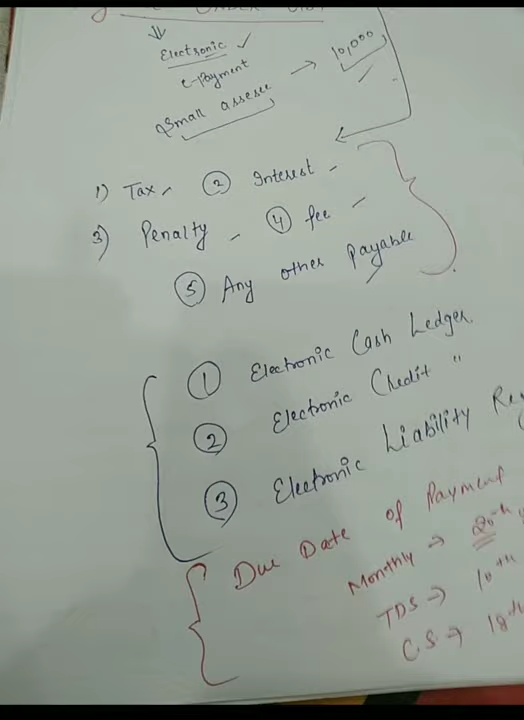 Electronic ✓
e-Payment
Small assesee → 10,000
1) Tax ② Interest
3) Penalty ④ fee
⑤ Any other payable
① Electronic Cash Ledger.
② Electronic Credit "
③ Electronic Liability Re
Due Date of Payment
Monthly → 20th
TDS → 10th
C.S → 18th